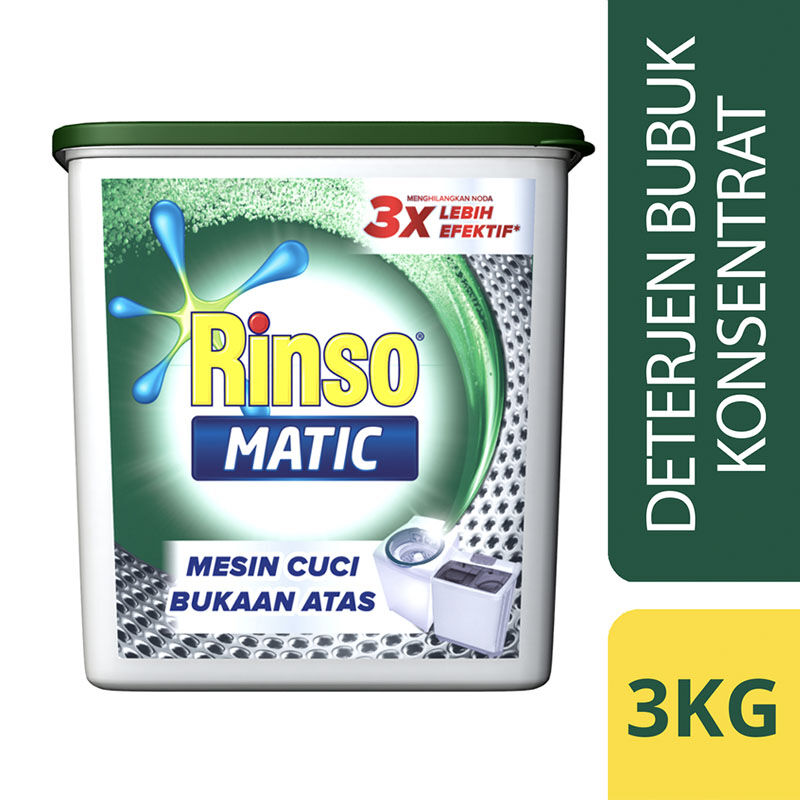 MENGHILANGKAN NODA
3X LEBIH
EFEKTIF*
Rinso®
MATIC
MESIN CUCI
BUKAAN ATAS
DETERJEN BUBUK
KONSENTRAT
3KG